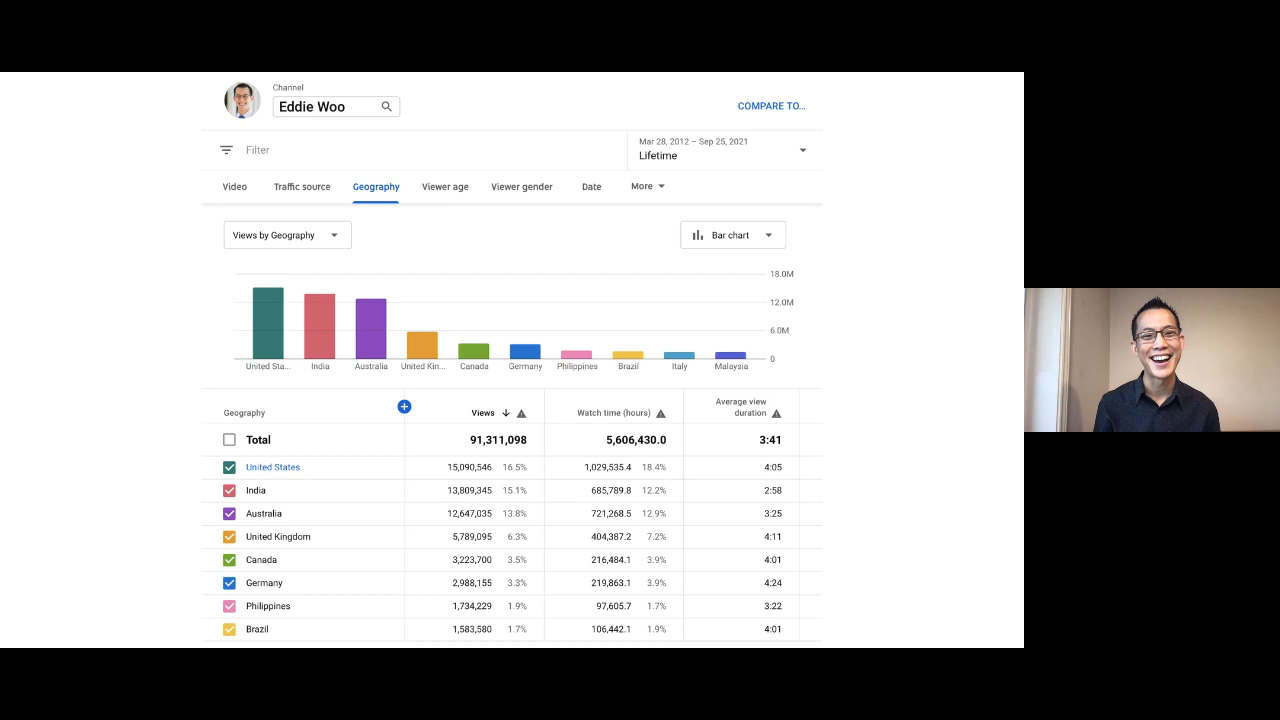 Channel
Eddie Woo
COMPARE TO...
Filter
Mar 28, 2012 – Sep 25, 2021
Lifetime
Video Traffic source Geography Viewer age Viewer gender Date More
Views by Geography Bar chart
18.0M
12.0M
6.0M
0
United Sta... India Australia United Kin... Canada Germany Philippines Brazil Italy Malaysia
Geography Views Watch time (hours) Average view duration
Total 91,311,098 5,606,430.0 3:41
United States 15,090,546 16.5% 1,029,535.4 18.4% 4:05
India 13,809,345 15.1% 685,789.8 12.2% 2:58
Australia 12,647,035 13.8% 721,268.5 12.9% 3:25
United Kingdom 5,789,095 6.3% 404,387.2 7.2% 4:11
Canada 3,223,700 3.5% 216,484.1 3.9% 4:01
Germany 2,988,155 3.3% 219,863.1 3.9% 4:24
Philippines 1,734,229 1.9% 97,605.7 1.7% 3:22
Brazil 1,583,580 1.7% 106,442.1 1.9% 4:01